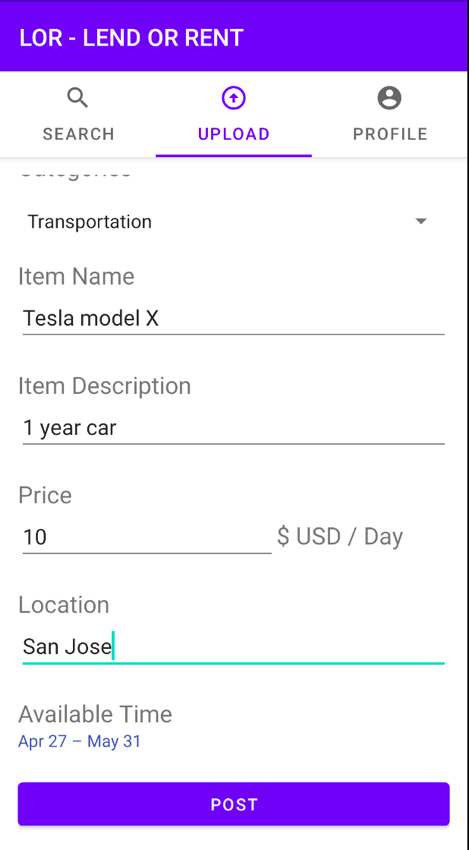 LOR - LEND OR RENT
SEARCH
UPLOAD
PROFILE
Categories
Transportation
Item Name
Tesla model X
Item Description
1 year car
Price
10
$ USD / Day
Location
San Jose
Available Time
Apr 27 – May 31
POST